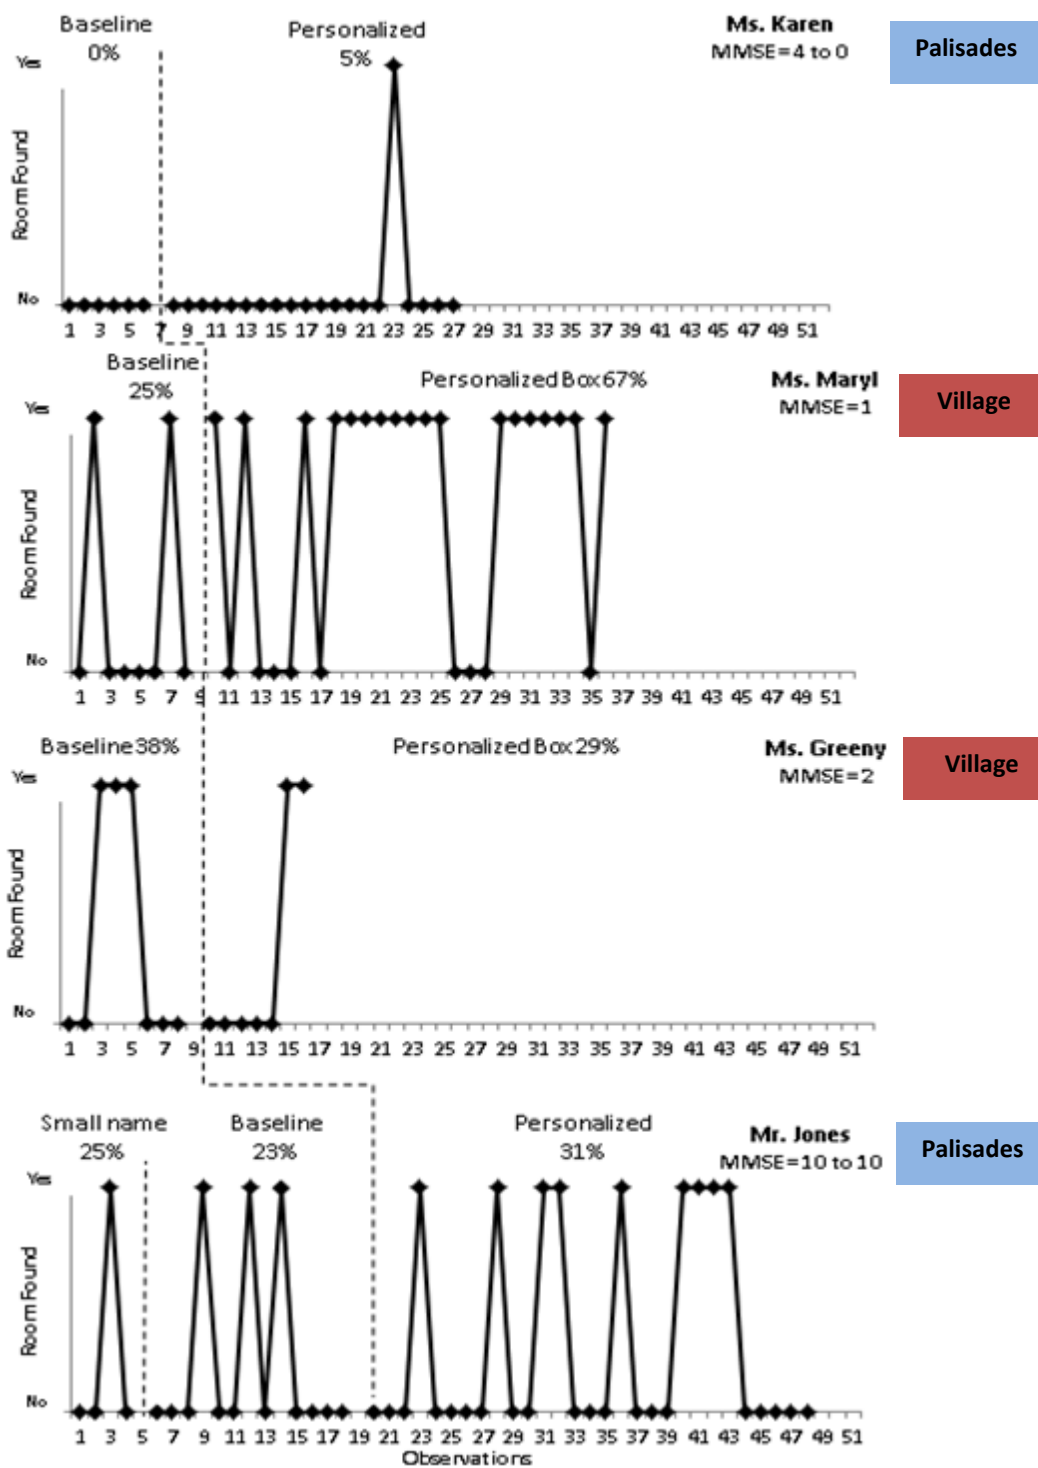 Baseline
0%
Personalized
5%
Ms. Karen
MMSE=4 to 0
Palisades
Yes
Room Found
No
1 3 5 7 9 11 13 15 17 19 21 23 25 27 29 31 33 35 37 39 41 43 45 47 49 51
Baseline
25%
Personalized Box 67%
Ms. Maryl
MMSE=1
Village
Yes
Room Found
No
1 3 5 7 9 11 13 15 17 19 21 23 25 27 29 31 33 35 37 39 41 43 45 47 49 51
Baseline 38%
Personalized Box 29%
Ms. Greeny
MMSE=2
Village
Yes
Room Found
No
1 3 5 7 9 11 13 15 17 19 21 23 25 27 29 31 33 35 37 39 41 43 45 47 49 51
Small name
25%
Baseline
23%
Personalized
31%
Mr. Jones
MMSE=10 to 10
Palisades
Yes
Room Found
No
1 3 5 7 9 11 13 15 17 19 21 23 25 27 29 31 33 35 37 39 41 43 45 47 49 51
Observations